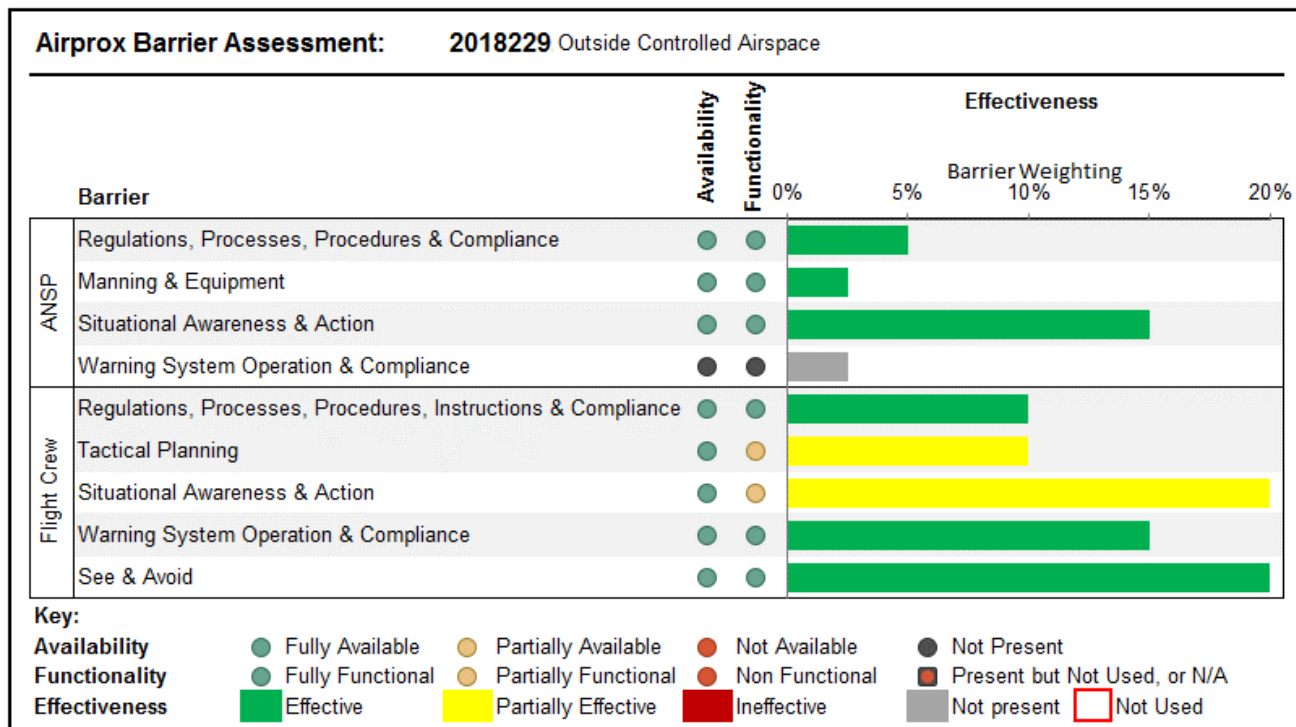 Airprox Barrier Assessment: 2018229 Outside Controlled Airspace
Availability
Functionality
Effectiveness
Barrier Weighting
Barrier
0% 5% 10% 15% 20%
ANSP
Regulations, Processes, Procedures & Compliance
Manning & Equipment
Situational Awareness & Action
Warning System Operation & Compliance
Flight Crew
Regulations, Processes, Procedures, Instructions & Compliance
Tactical Planning
Situational Awareness & Action
Warning System Operation & Compliance
See & Avoid
Key:
Availability Fully Available Partially Available Not Available Not Present
Functionality Fully Functional Partially Functional Non Functional Present but Not Used, or N/A
Effectiveness Effective Partially Effective Ineffective Not present Not Used